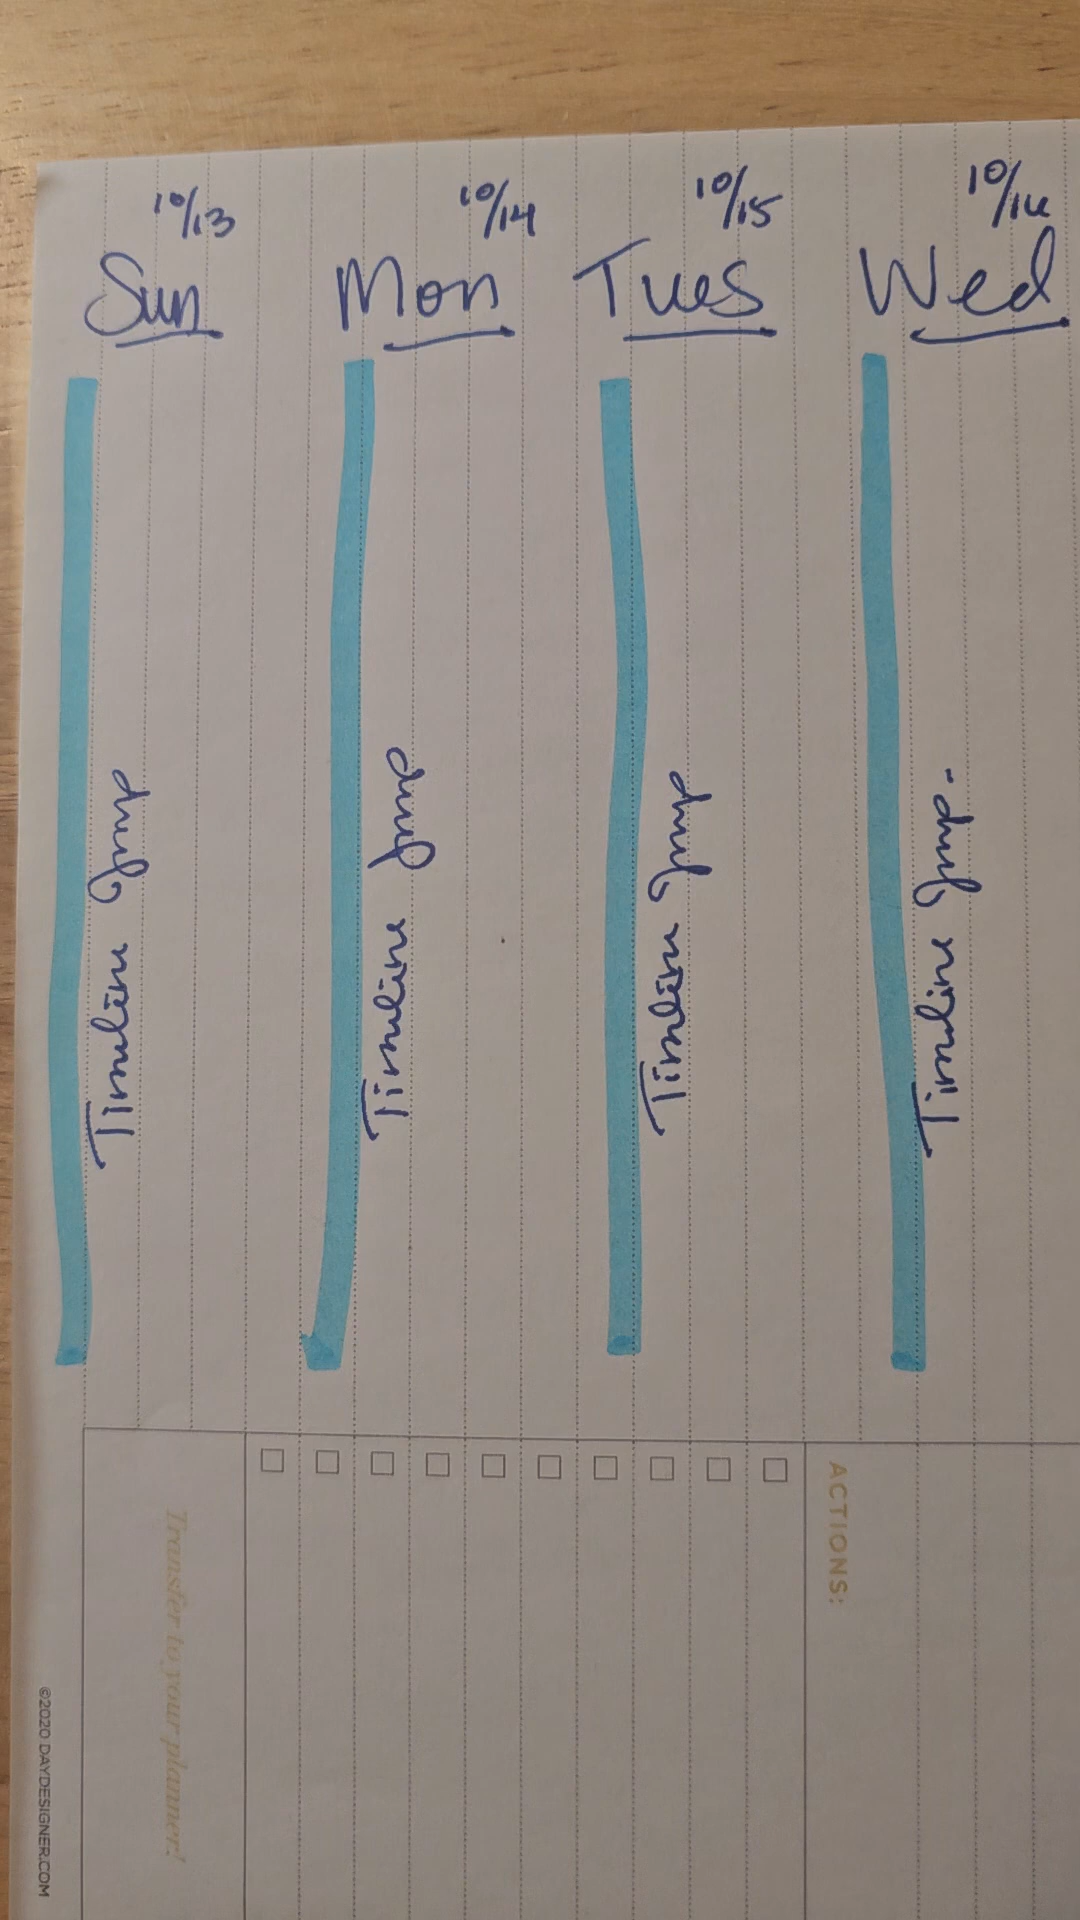 10/13
Sun
10/14
Mon
10/15
Tues
10/16
Wed
Timeline Jump
Timeline Jump
Timeline Jump
Timeline Jump.
ACTIONS:
Transfer to your planner!
©2020 DAYDESIGNER.COM